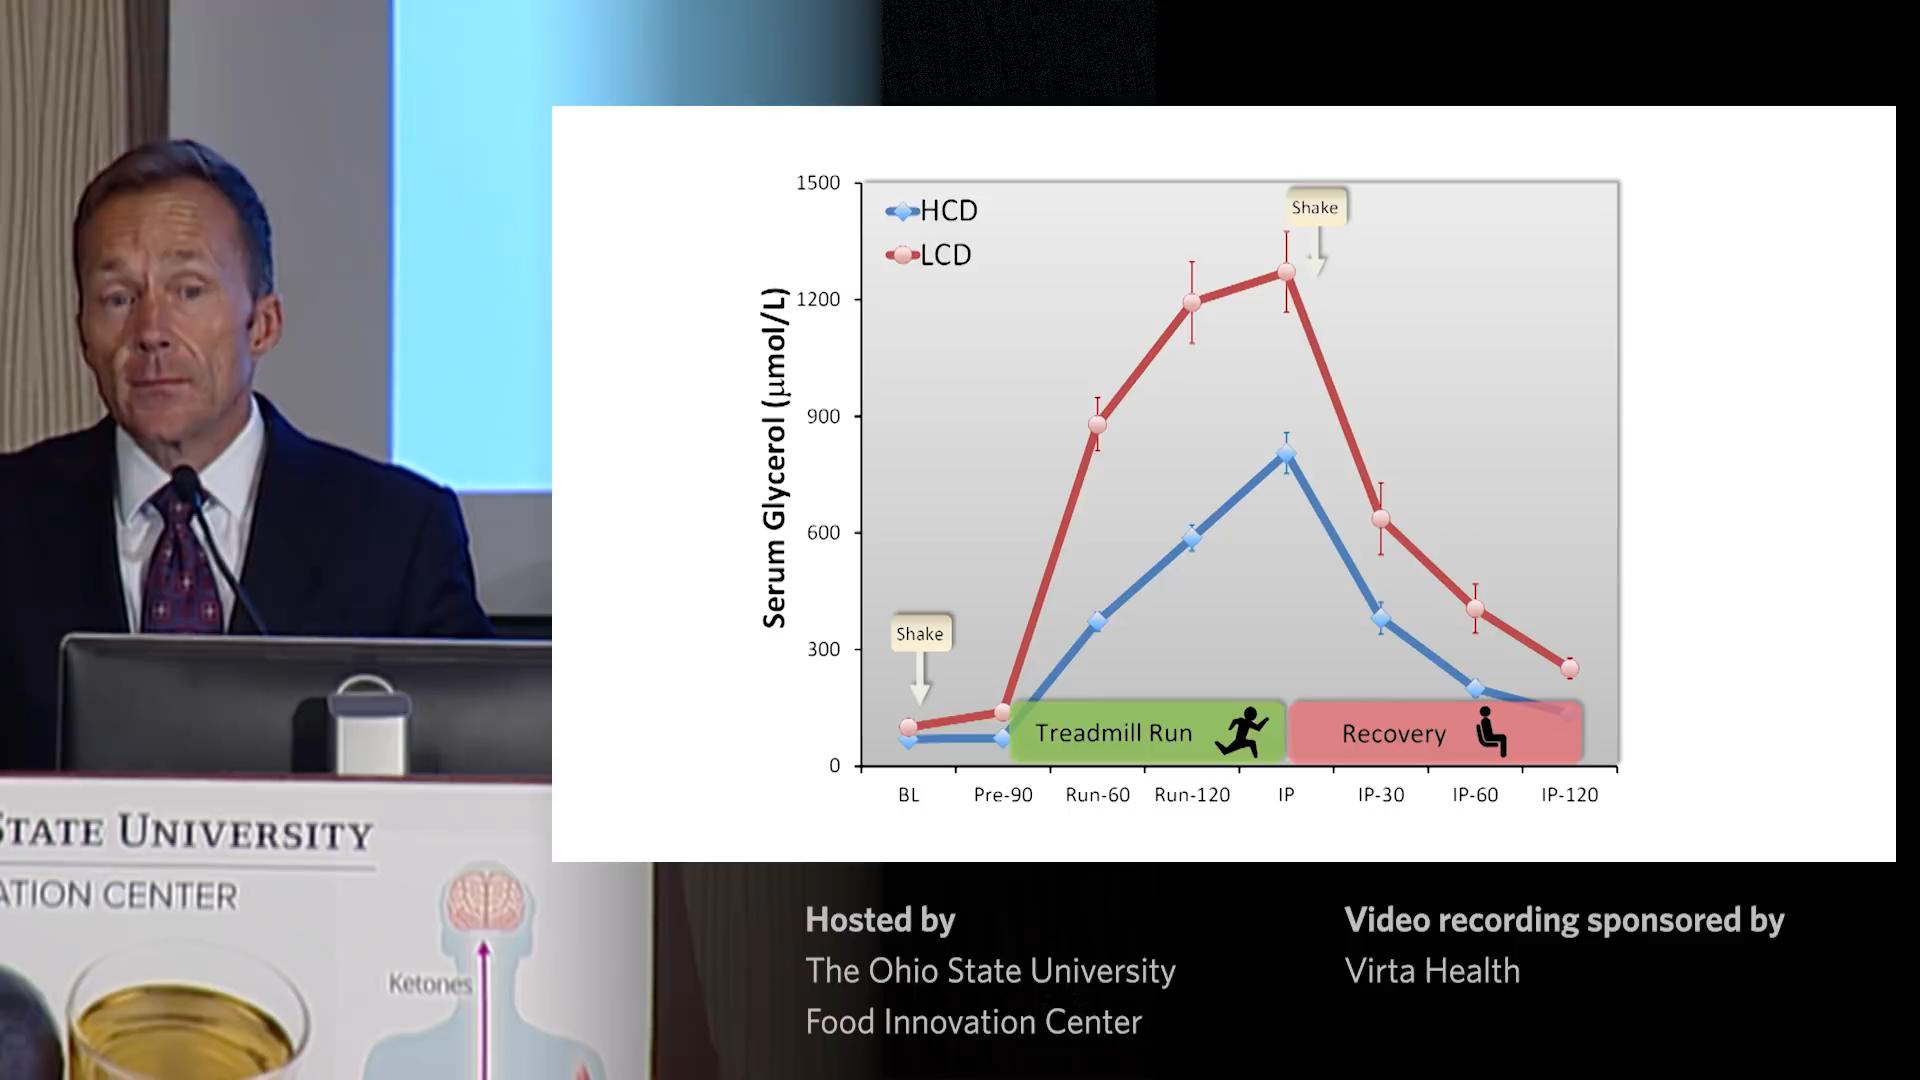 1500
1200
900
600
300
0
Serum Glycerol (μmol/L)
HCD
LCD
Shake
Shake
Treadmill Run
Recovery
BL Pre-90 Run-60 Run-120 IP IP-30 IP-60 IP-120
STATE UNIVERSITY
CENTER
Ketones
Hosted by
The Ohio State University
Food Innovation Center
Video recording sponsored by
Virta Health